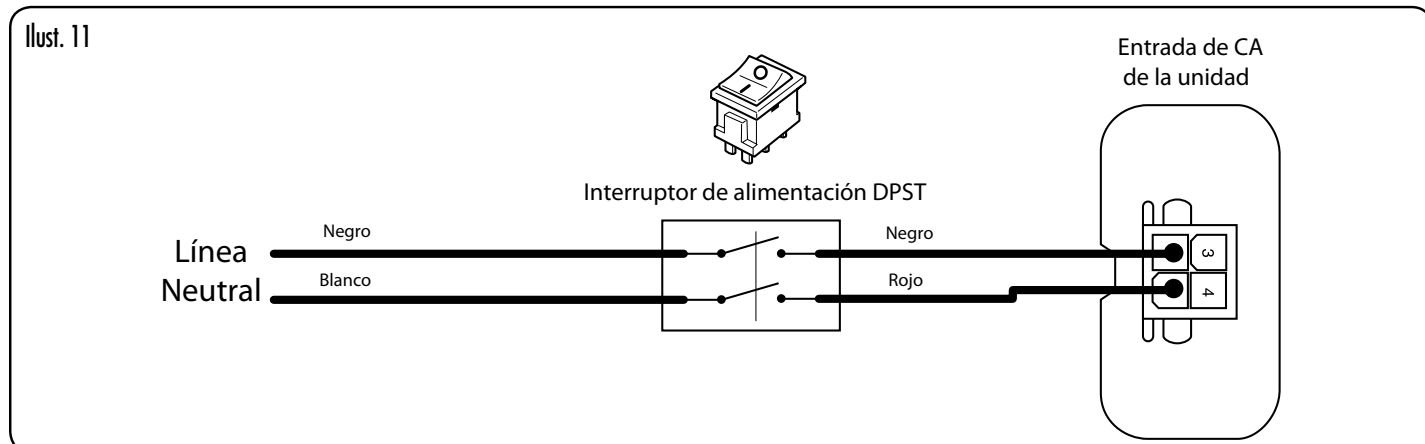 Ilust. 11
Entrada de CA
de la unidad
Interruptor de alimentación DPST
Línea
Negro
Negro
3
Neutral
Blanco
Rojo
4